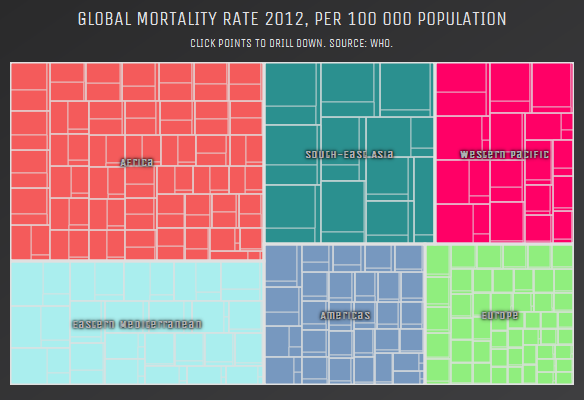 GLOBAL MORTALITY RATE 2012, PER 100 000 POPULATION
CLICK POINTS TO DRILL DOWN. SOURCE: WHO.
Africa
South-East Asia
Western Pacific
Eastern Mediterranean
Americas
Europe